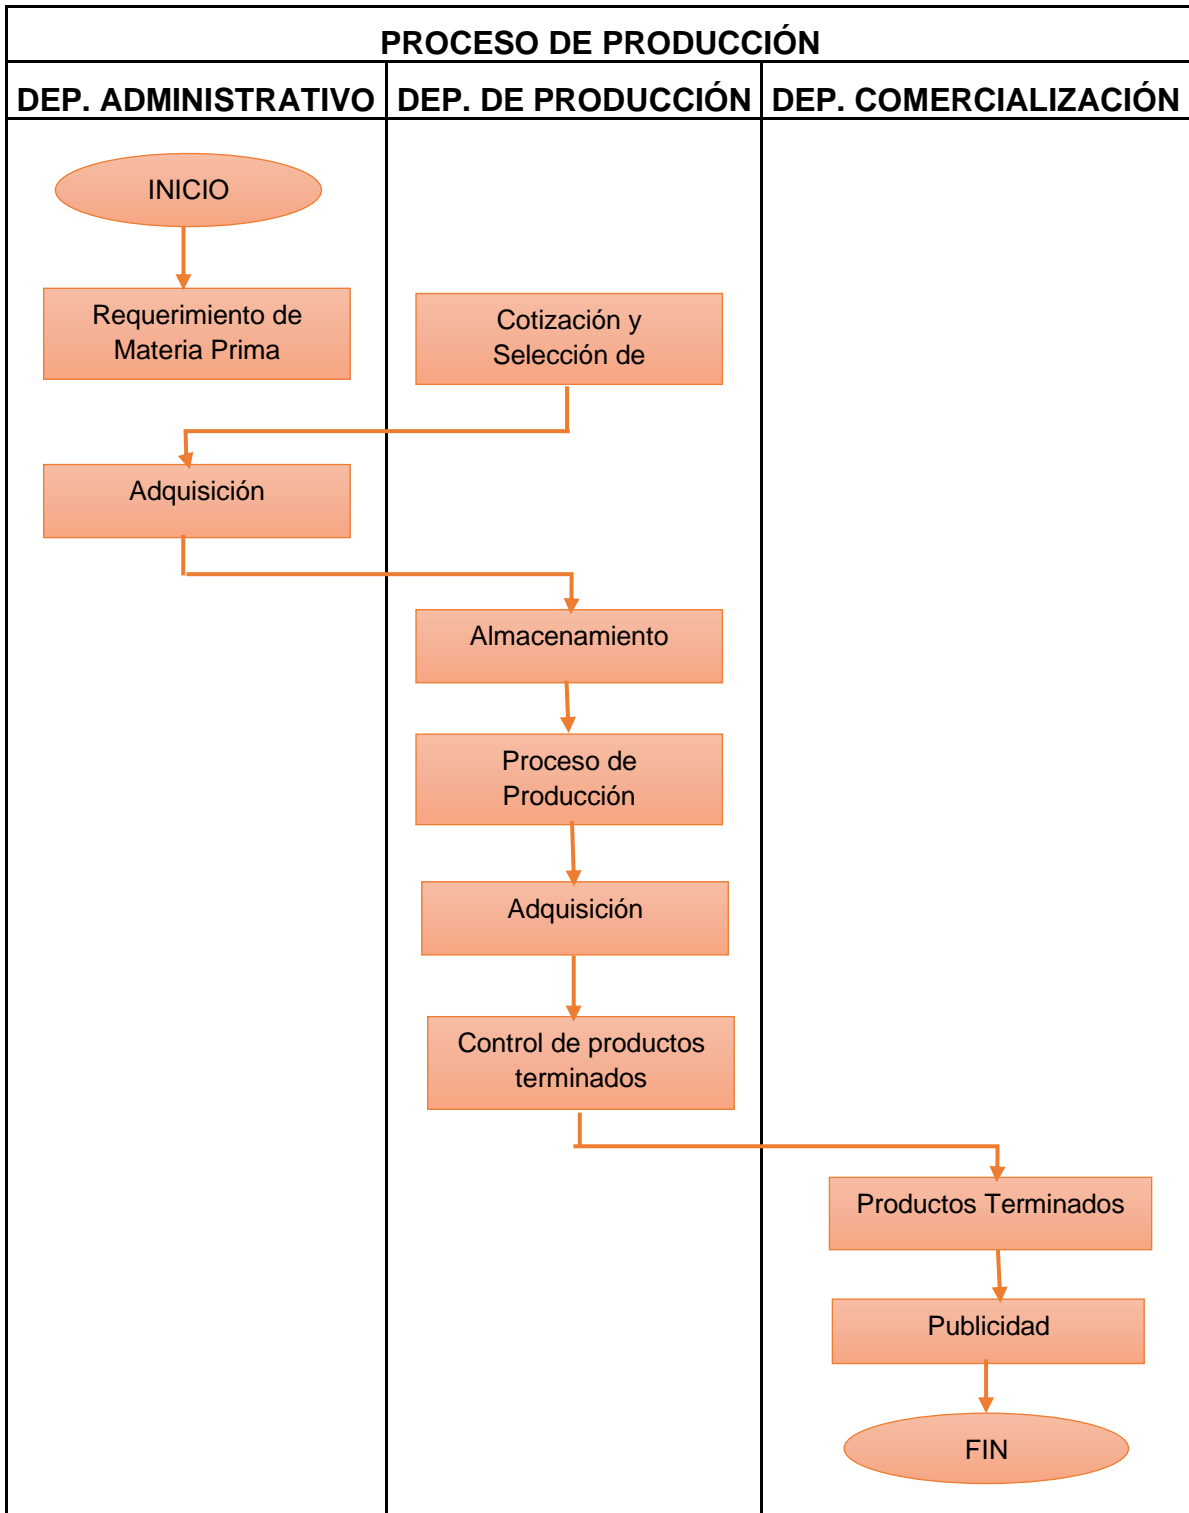 PROCESO DE PRODUCCIÓN
DEP. ADMINISTRATIVO
DEP. DE PRODUCCIÓN
DEP. COMERCIALIZACIÓN
INICIO
Requerimiento de
Materia Prima
Cotización y
Selección de
Adquisición
Almacenamiento
Proceso de
Producción
Adquisición
Control de productos
terminados
Productos Terminados
Publicidad
FIN